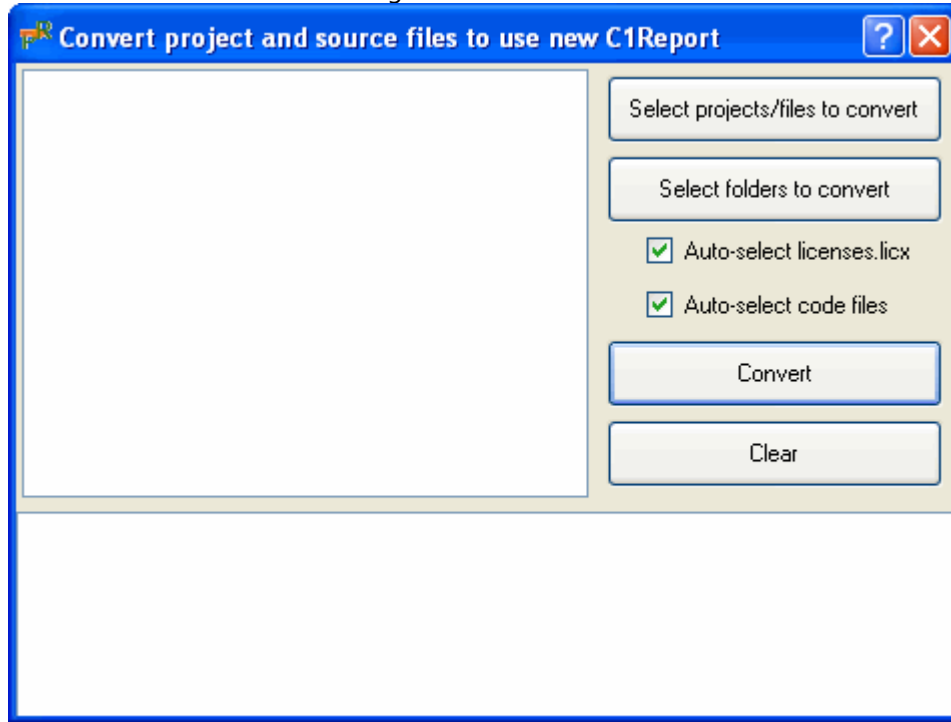 Convert project and source files to use new C1Report
Select projects/files to convert
Select folders to convert
Auto-select licenses.licx
Auto-select code files
Convert
Clear